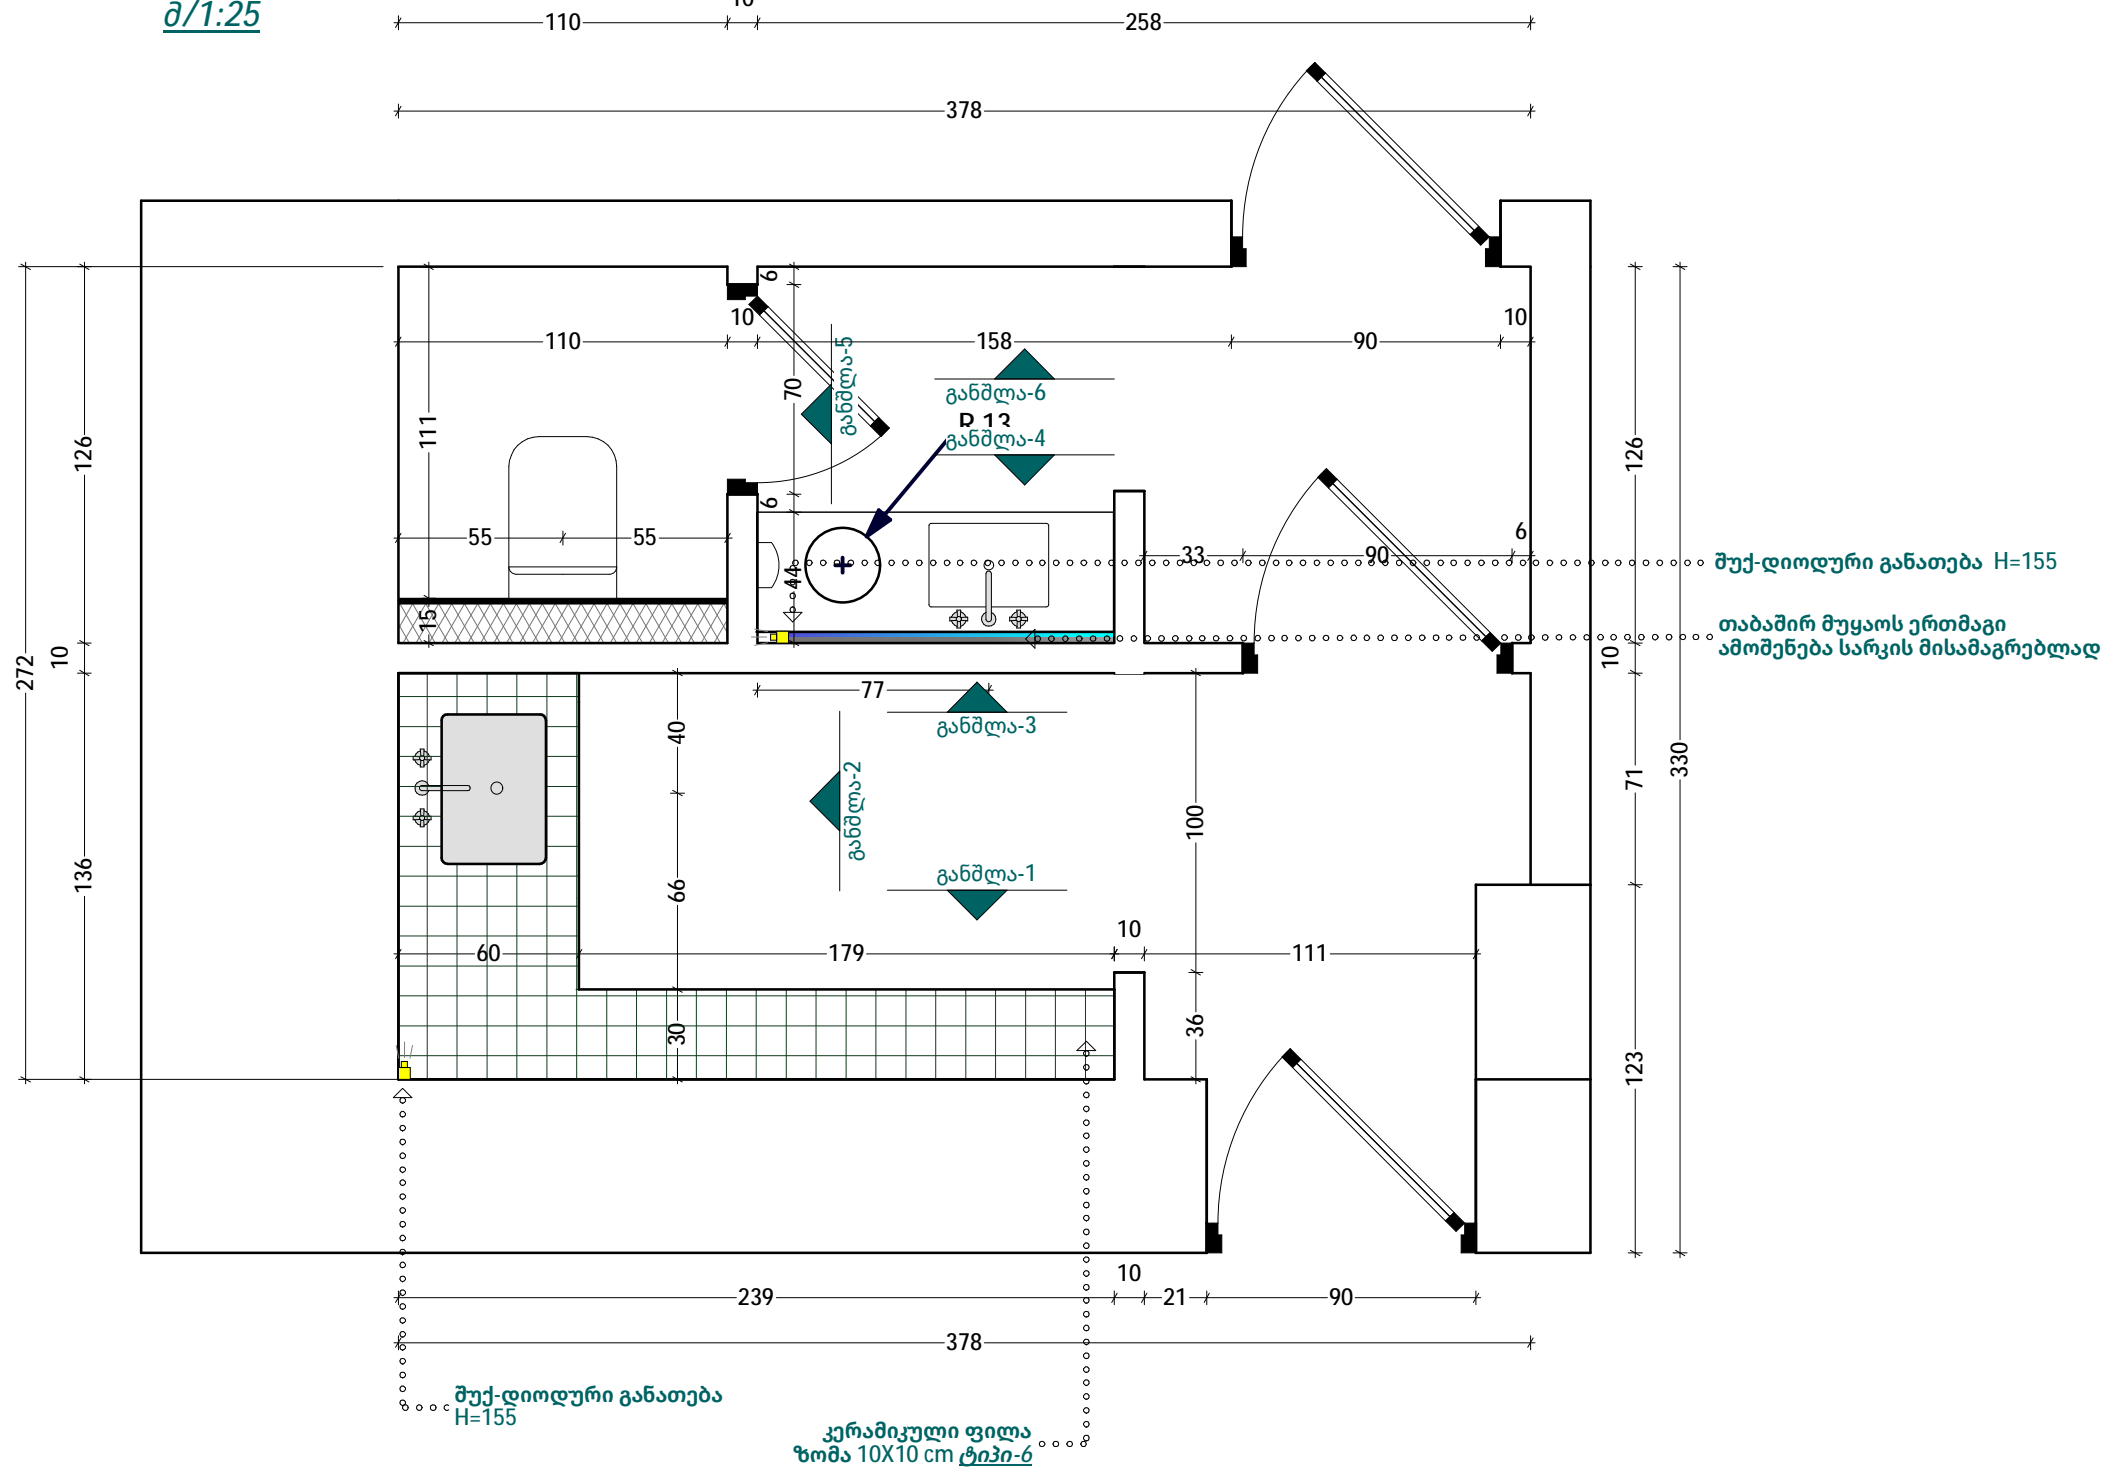 მ/1:25
10
110
258
378
6
10
10
110
158
90
განშლა-5
70
განშლა-6
R 13
განშლა-4
111
126
126
6
6
55
55
33
90
44
შუქ-დიოდური განათება H=155
15
თაბაშირ მუყაოს ერთმაგი
ამოშენება სარკის მისამაგრებლად
10
10
272
77
40
განშლა-3
330
71
განშლა-2
100
136
66
განშლა-1
10
60
179
111
30
36
123
10
239
21
90
378
შუქ-დიოდური განათება
H=155
კერამიკული ფილა
ზომა 10X10 cm ტიპი-6